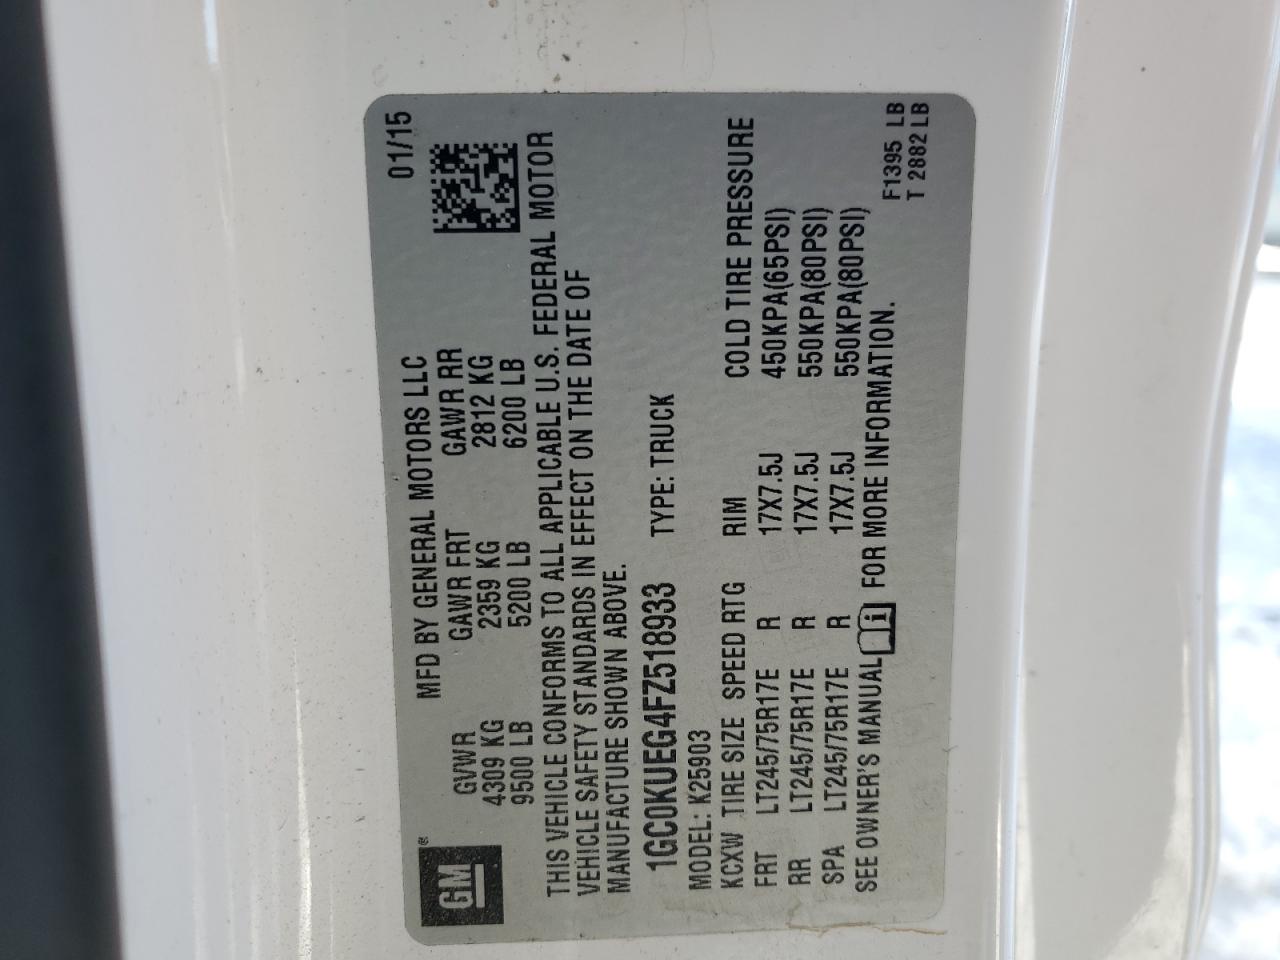 01/15
MFD BY GENERAL MOTORS LLC
GM ®
GVWR GAWR FRT GAWR RR
4309 KG 2359 KG 2812 KG
9500 LB 5200 LB 6200 LB
THIS VEHICLE CONFORMS TO ALL APPLICABLE U.S. FEDERAL MOTOR
VEHICLE SAFETY STANDARDS IN EFFECT ON THE DATE OF
MANUFACTURE SHOWN ABOVE.
1GC0KUEG4FZ518933 TYPE: TRUCK
MODEL: K25903
KCXW TIRE SIZE SPEED RTG RIM COLD TIRE PRESSURE
FRT LT245/75R17E R 17X7.5J 450KPA(65PSI)
RR LT245/75R17E R 17X7.5J 550KPA(80PSI)
SPA LT245/75R17E R 17X7.5J 550KPA(80PSI)
SEE OWNER'S MANUAL i FOR MORE INFORMATION.
F1395 LB
T 2882 LB